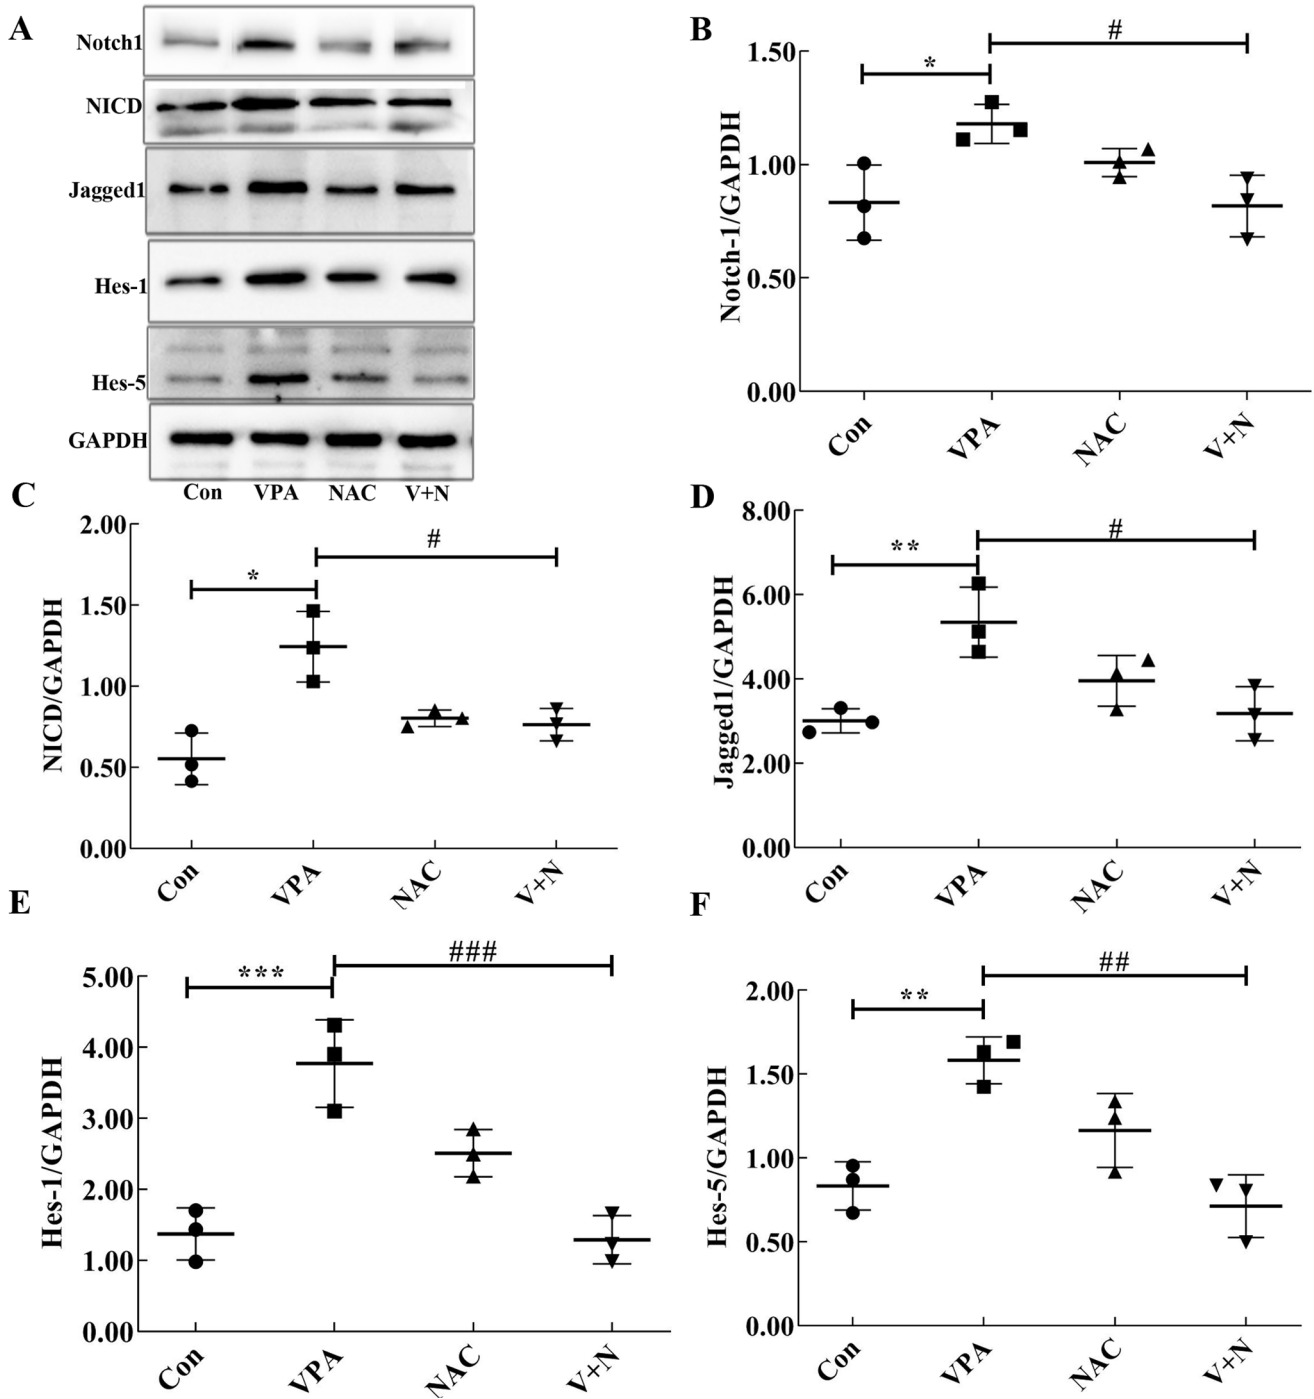 A
Notch1
NICD
Jagged1
Hes-1
Hes-5
GAPDH
Con VPA NAC V+N
B
Notch-1/GAPDH
1.50
1.00
0.50
0.00
*
#
Con VPA NAC V+N
C
NICD/GAPDH
2.00
1.50
1.00
0.50
0.00
*
#
Con VPA NAC V+N
D
Jagged1/GAPDH
8.00
6.00
4.00
2.00
0.00
**
#
Con VPA NAC V+N
E
Hes-1/GAPDH
5.00
4.00
3.00
2.00
1.00
0.00
***
###
Con VPA NAC V+N
F
Hes-5/GAPDH
2.00
1.50
1.00
0.50
0.00
**
##
Con VPA NAC V+N